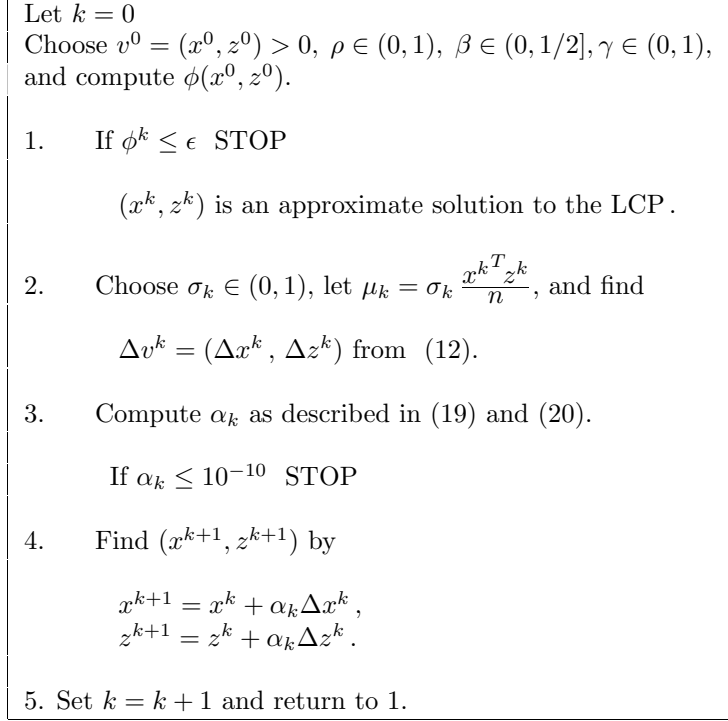 Let k = 0
Choose v⁰ = (x⁰, z⁰) > 0, ρ ∈ (0, 1), β ∈ (0, 1/2], γ ∈ (0, 1),
and compute ϕ(x⁰, z⁰).
1. If ϕᵏ ≤ ϵ STOP
(xᵏ, zᵏ) is an approximate solution to the LCP.
2. Choose σₖ ∈ (0, 1), let μₖ = σₖ \frac{x^{k^T} z^k}{n}, and find
Δvᵏ = (Δxᵏ, Δzᵏ) from (12).
3. Compute αₖ as described in (19) and (20).
If αₖ ≤ 10⁻¹⁰ STOP
4. Find (xᵏ⁺¹, zᵏ⁺¹) by
xᵏ⁺¹ = xᵏ + αₖΔxᵏ,
zᵏ⁺¹ = zᵏ + αₖΔzᵏ.
5. Set k = k + 1 and return to 1.